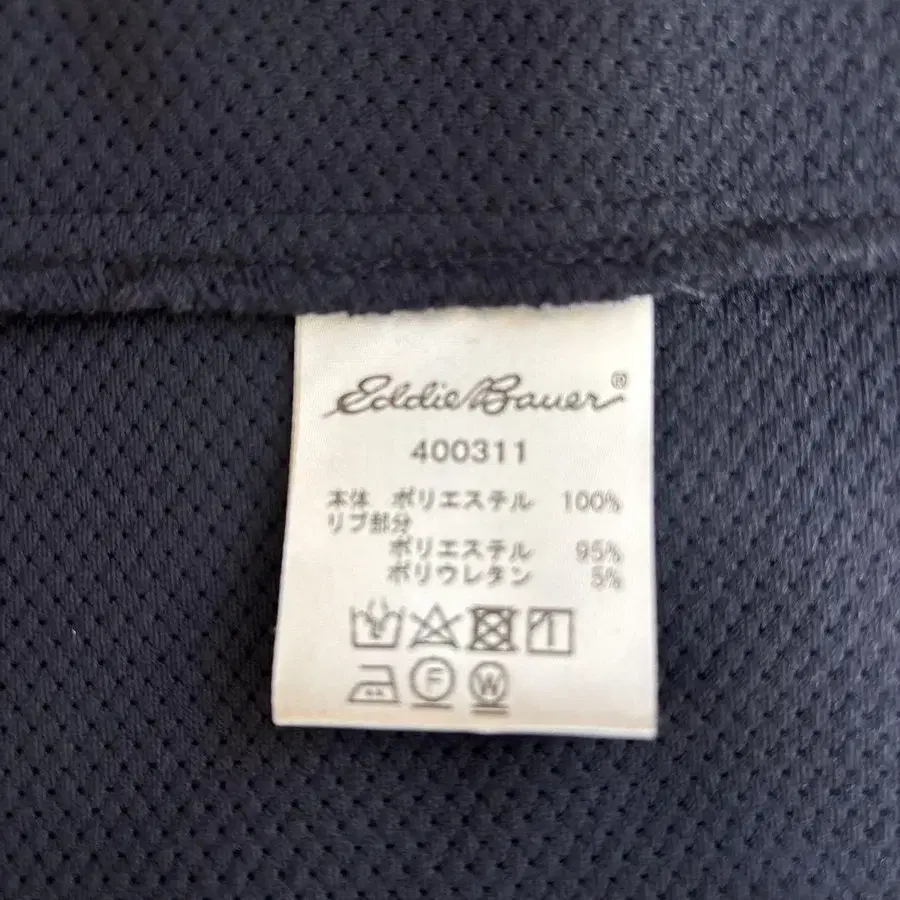 Eddie Bauer®
400311
本体 ポリエステル 100%
リブ部分
ポリエステル 95%
ポリウレタン 5%
F W